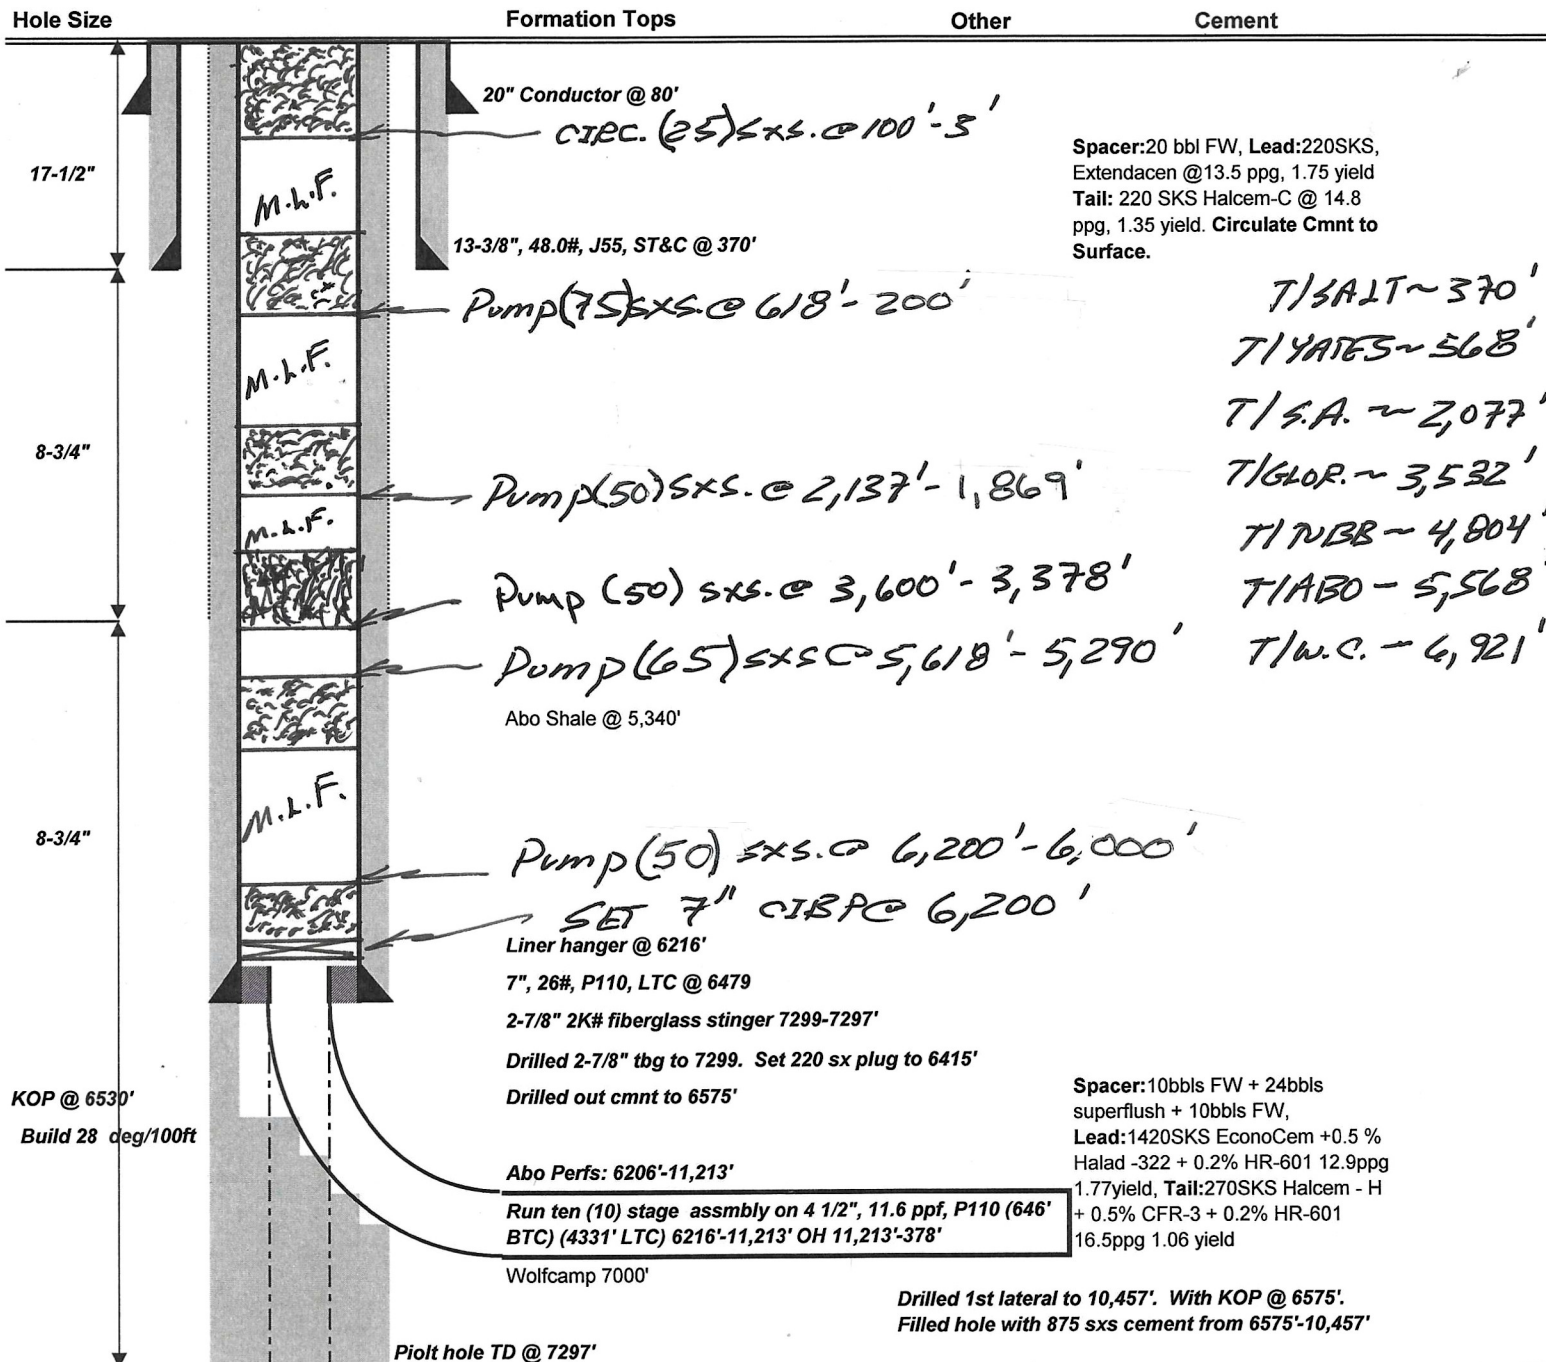 Hole Size Formation Tops Other Cement
20" Conductor @ 80'
CIRC. (25) SXS. @ 100'-3'
17-1/2"
M.L.F.
Spacer:20 bbl FW, Lead:220SKS,
Extendacen @13.5 ppg, 1.75 yield
Tail: 220 SKS Halcem-C @ 14.8
ppg, 1.35 yield. Circulate Cmnt to
Surface.
13-3/8", 48.0#, J55, ST&C @ 370'
Pump (75) SXS. @ 618'- 200'
T/SALT ~ 370'
T/YATES ~ 568'
T/S.A. ~ 2,077'
T/GLOR. ~ 3,532'
T/TUBB ~ 4,804'
T/ABO - 5,568'
T/W.C. - 6,921'
M.L.F.
8-3/4"
Pump (50) SXS. @ 2,137'- 1,869'
M.L.F.
Pump (50) SXS. @ 3,600'- 3,378'
Pump (65) SXS @ 5,618'- 5,290'
Abo Shale @ 5,340'
M.L.F.
8-3/4"
Pump (50) SXS. @ 6,200'- 6,000'
SET 7" CIBP @ 6,200'
Liner hanger @ 6216'
7", 26#, P110, LTC @ 6479
2-7/8" 2K# fiberglass stinger 7299-7297'
Drilled 2-7/8" tbg to 7299. Set 220 sx plug to 6415'
Drilled out cmnt to 6575'
KOP @ 6530'
Build 28 deg/100ft
Spacer:10bbls FW + 24bbls
superflush + 10bbls FW,
Lead:1420SKS EconoCem +0.5 %
Halad -322 + 0.2% HR-601 12.9ppg
1.77yield, Tail:270SKS Halcem - H
+ 0.5% CFR-3 + 0.2% HR-601
16.5ppg 1.06 yield
Abo Perfs: 6206'-11,213'
Run ten (10) stage assmbly on 4 1/2", 11.6 ppf, P110 (646'
BTC) (4331' LTC) 6216'-11,213' OH 11,213'-378'
Wolfcamp 7000'
Drilled 1st lateral to 10,457'. With KOP @ 6575'.
Filled hole with 875 sxs cement from 6575'-10,457'
Piolt hole TD @ 7297'